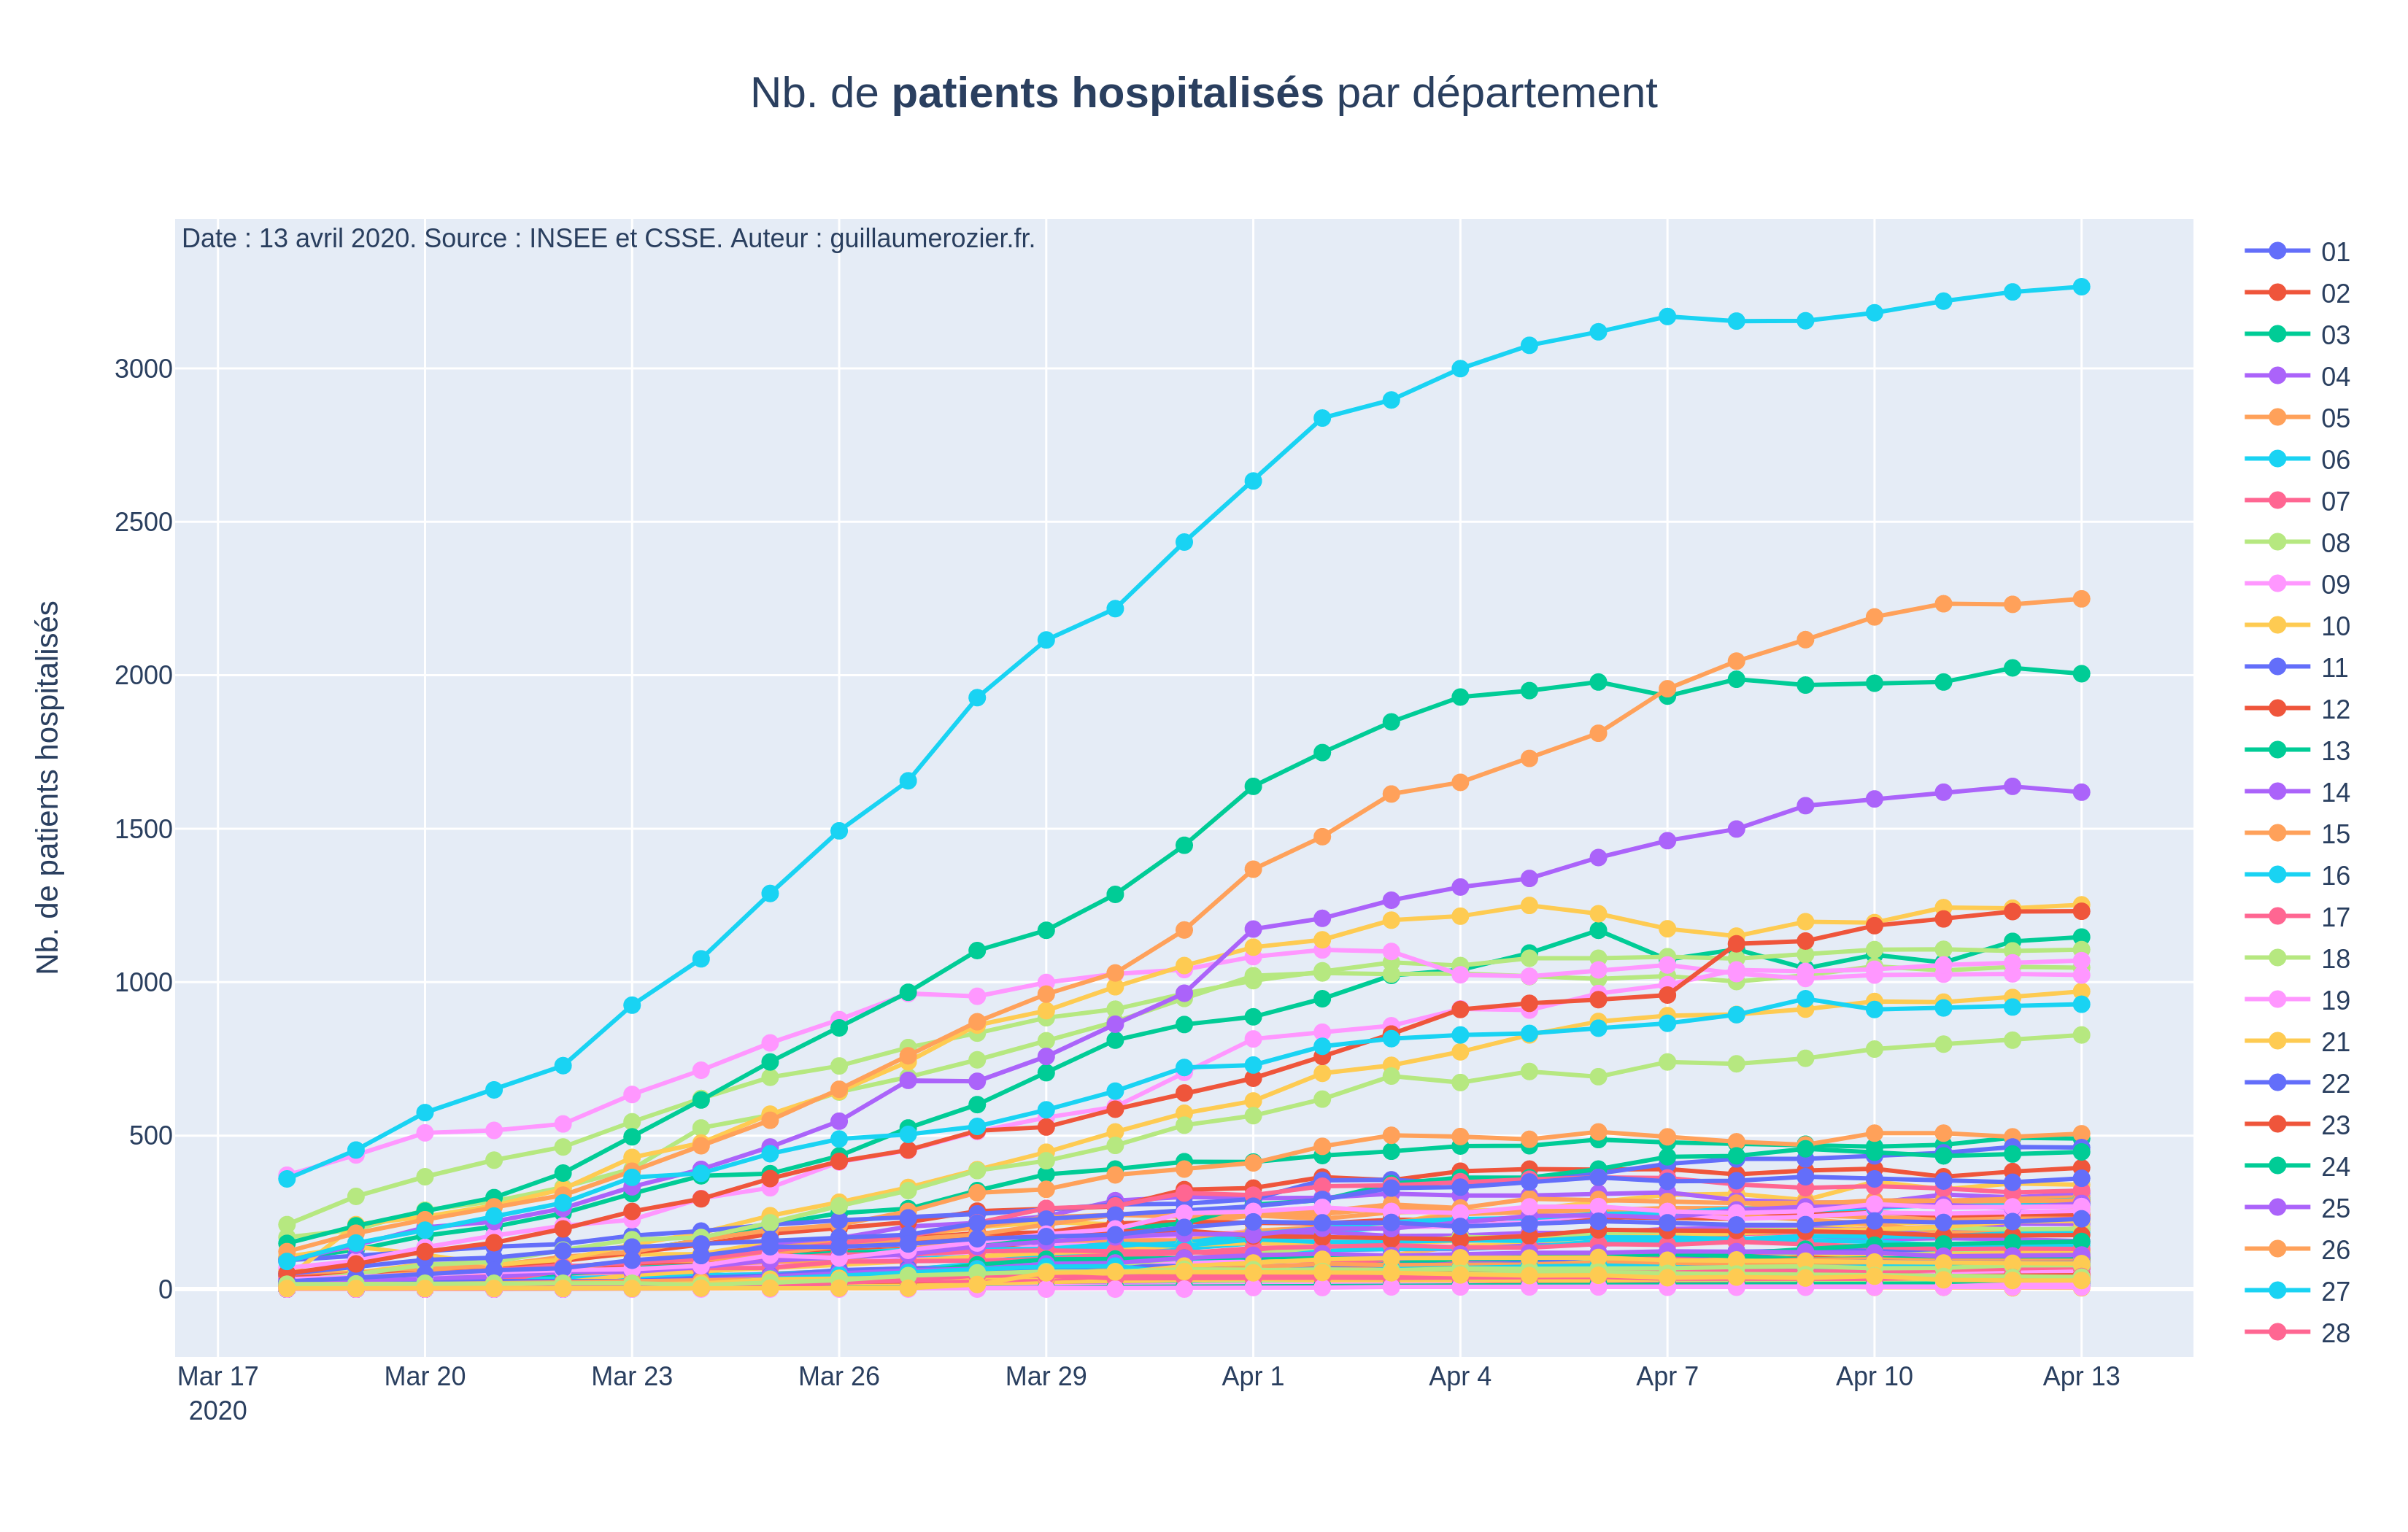 Nb. de patients hospitalisés par département
Date : 13 avril 2020. Source : INSEE et CSSE. Auteur : guillaumerozier.fr.
Nb. de patients hospitalisés
3000
2500
2000
1500
1000
500
0
Mar 17
2020
Mar 20
Mar 23
Mar 26
Mar 29
Apr 1
Apr 4
Apr 7
Apr 10
Apr 13
01
02
03
04
05
06
07
08
09
10
11
12
13
14
15
16
17
18
19
21
22
23
24
25
26
27
28